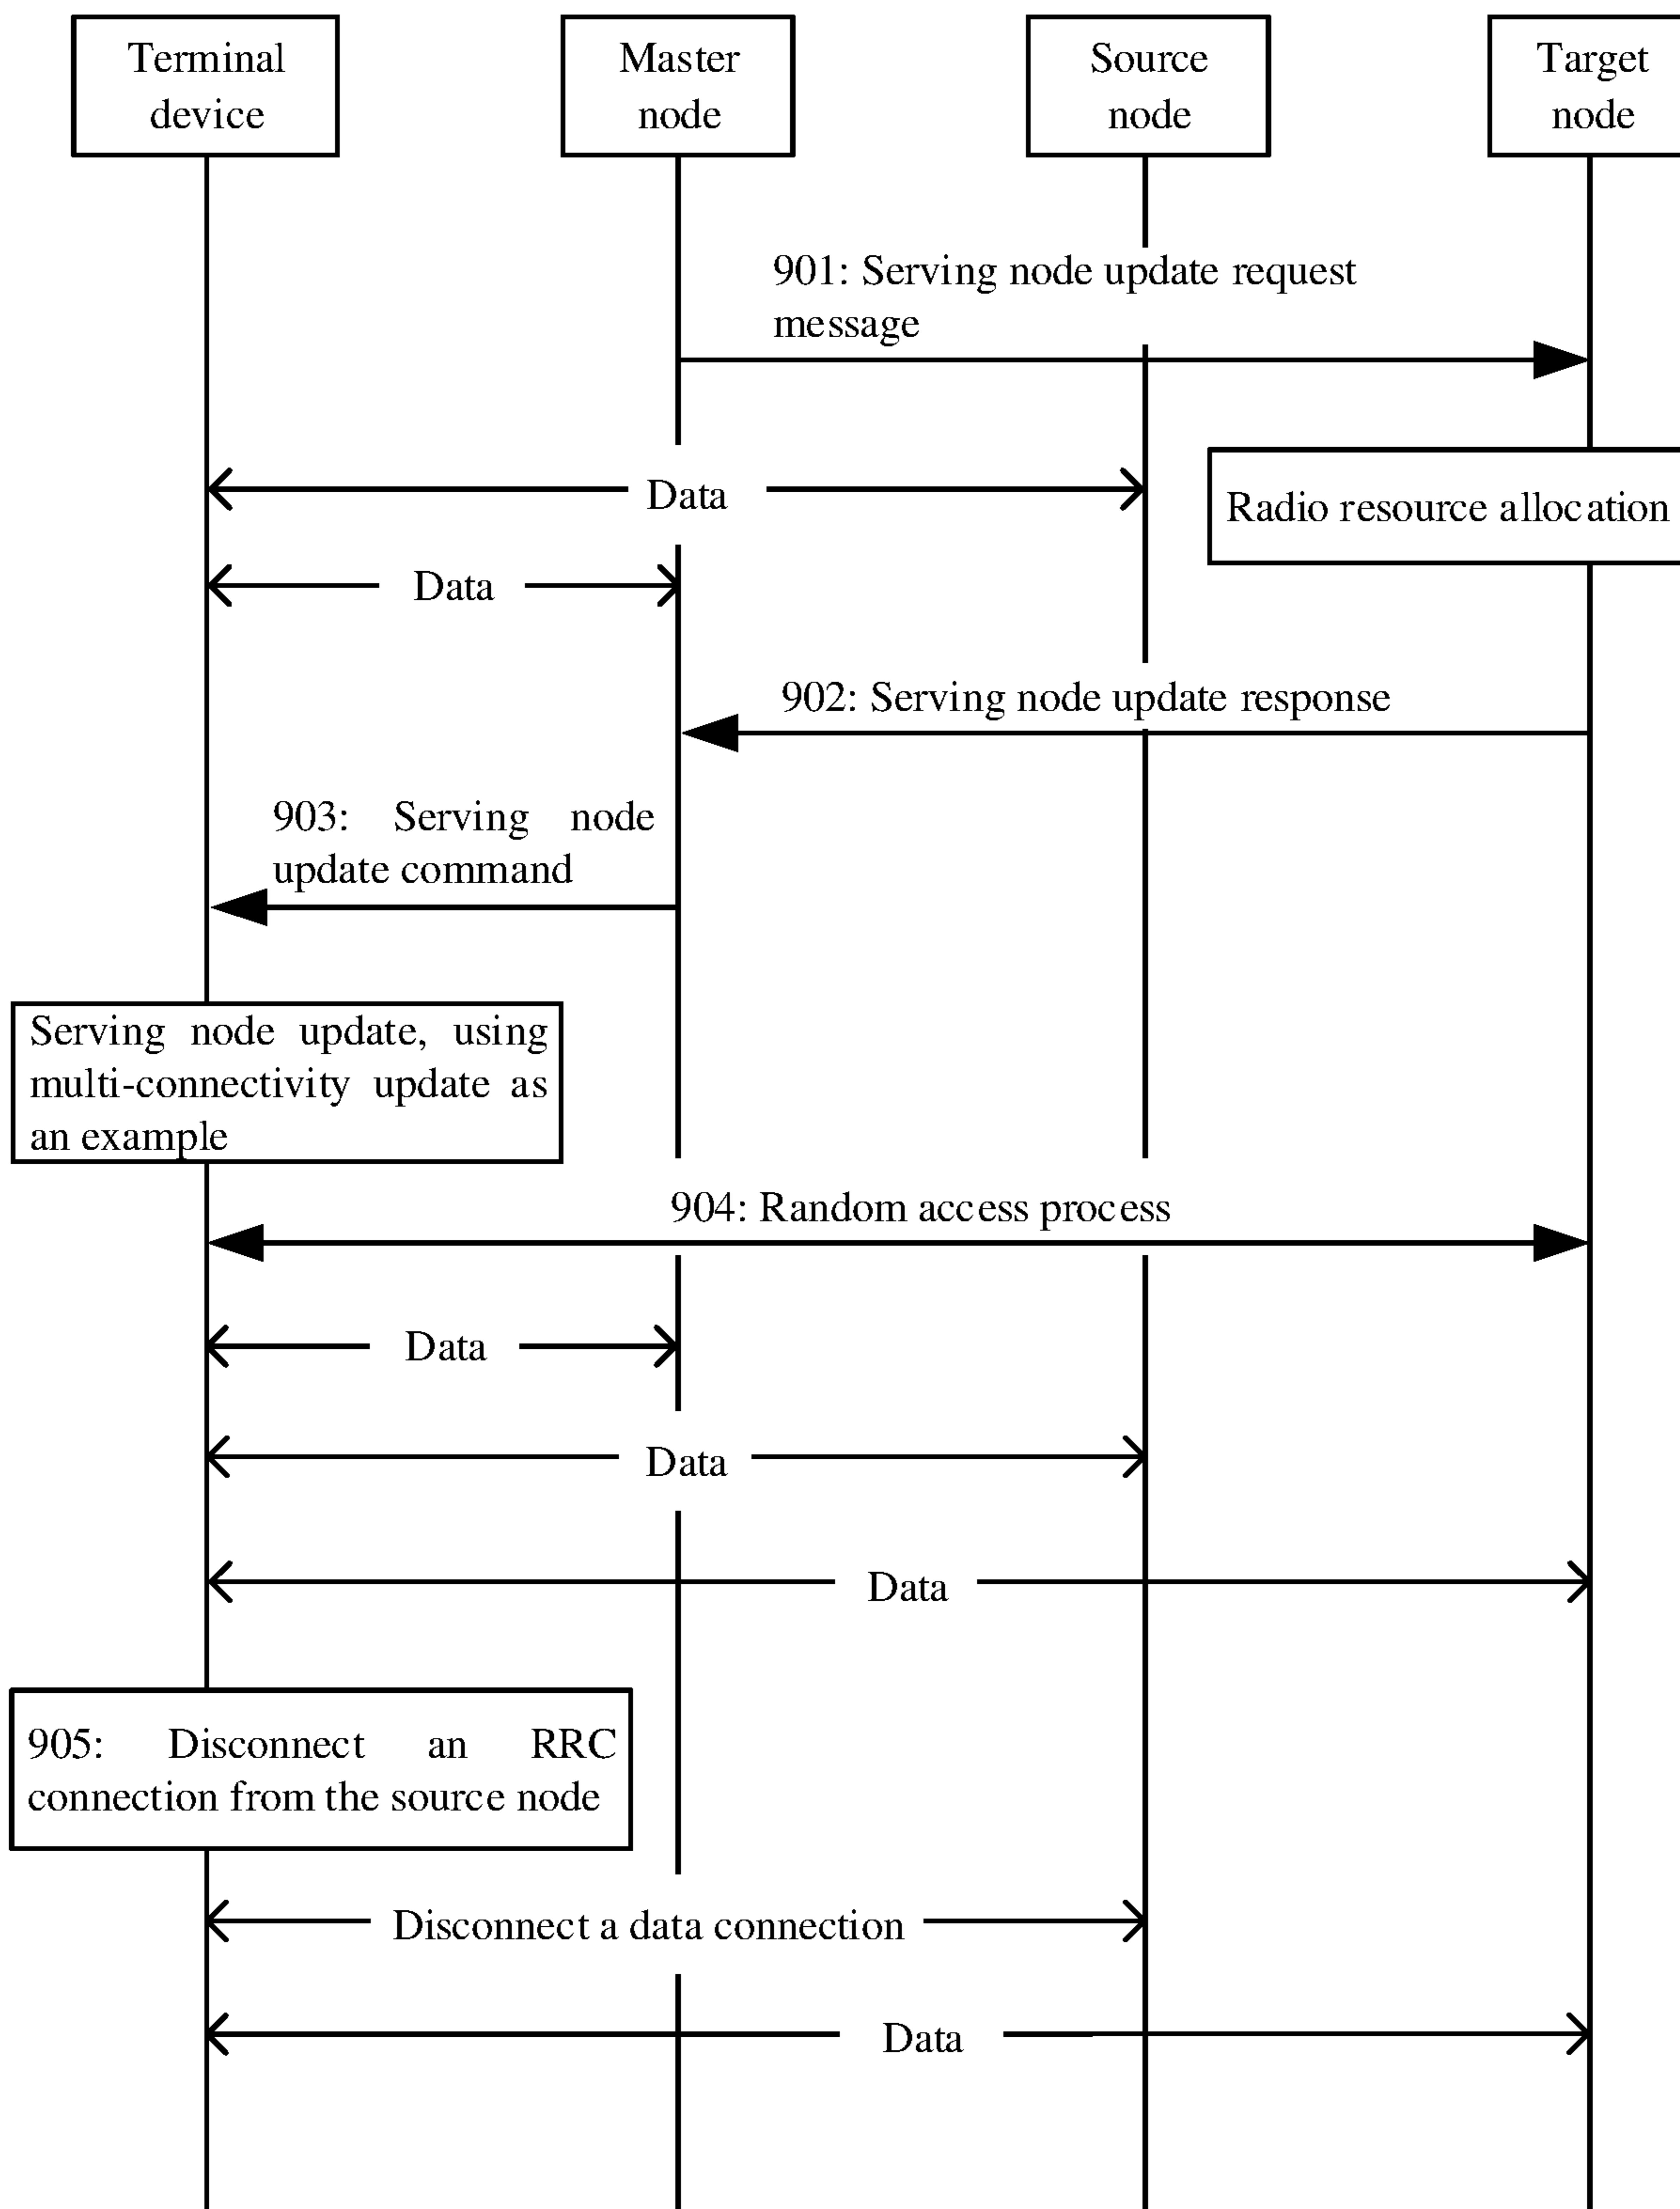 Terminal
device
Master
node
Source
node
Target
node
901: Serving node update request
message
Data
Radio resource allocation
Data
902: Serving node update response
903: Serving node
update command
Serving node update, using
multi-connectivity update as
an example
904: Random access process
Data
Data
Data
905: Disconnect an RRC
connection from the source node
Disconnect a data connection
Data